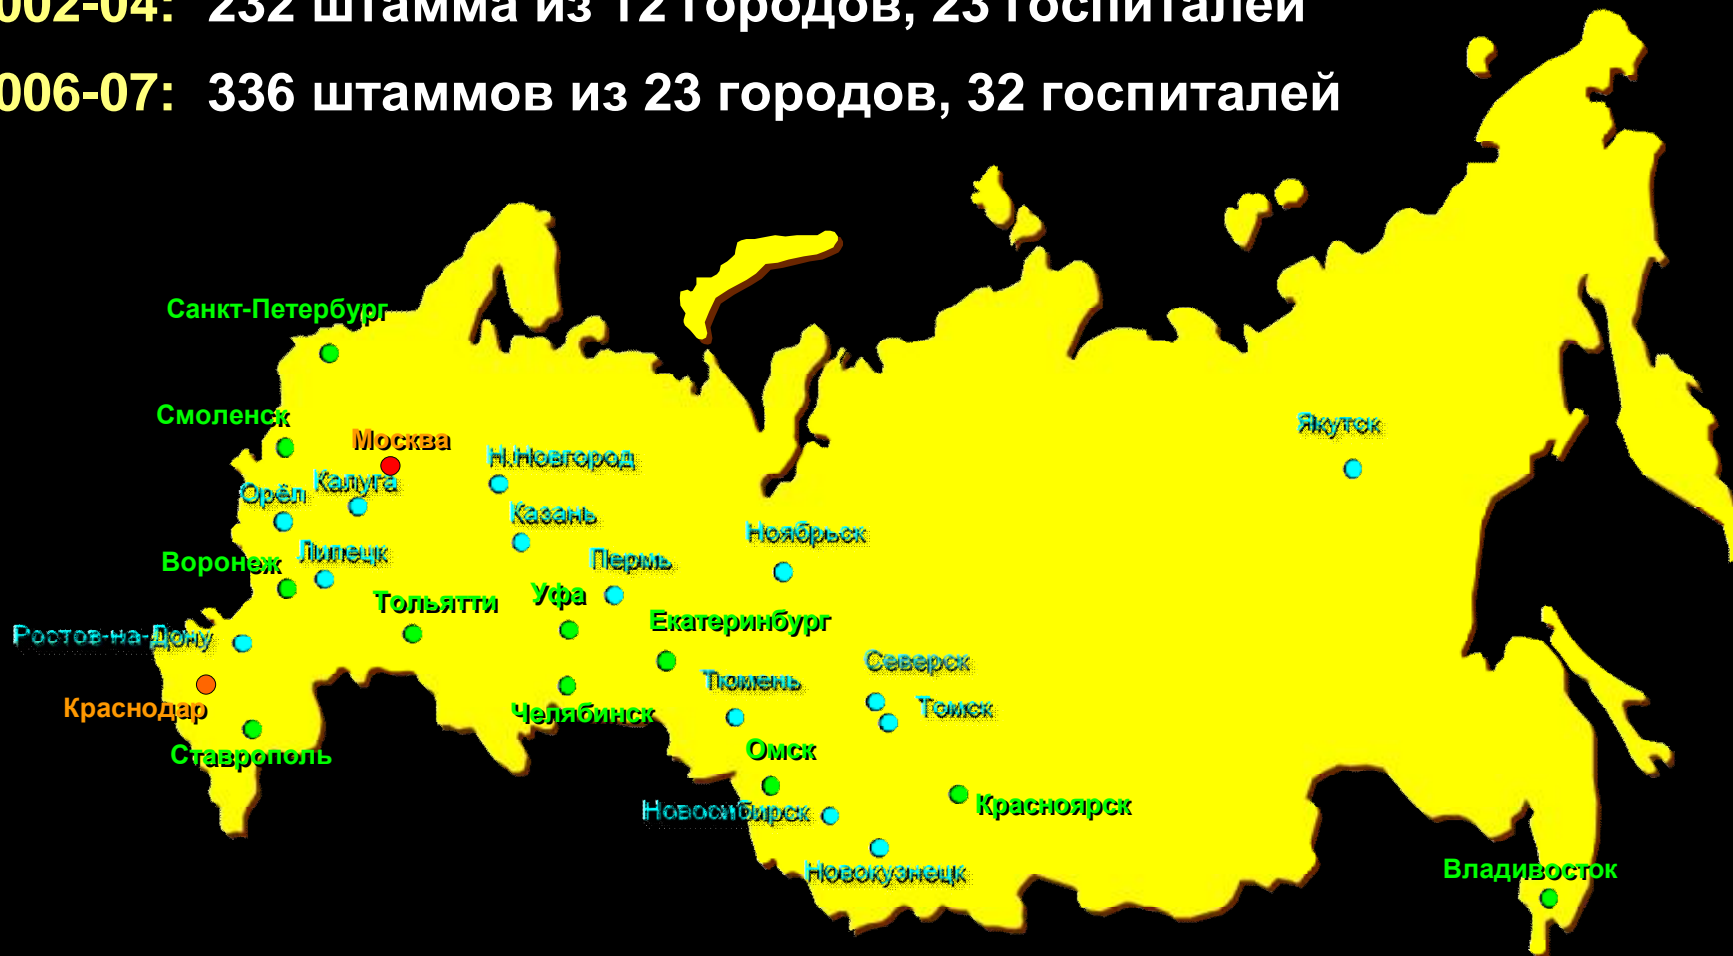 002-04: 232 штамма из 12 городов, 23 госпиталей
006-07: 336 штаммов из 23 городов, 32 госпиталей
Санкт-Петербург
Смоленск
Москва
Якутск
Н.Новгород
Калуга
Орёл
Казань
Ноябрьск
Липецк
Воронеж
Пермь
Уфа
Тольятти
Екатеринбург
Ростов-на-Дону
Северск
Тюмень
Томск
Краснодар
Челябинск
Омск
Ставрополь
Красноярск
Новосибирск
Владивосток
Новокузнецк